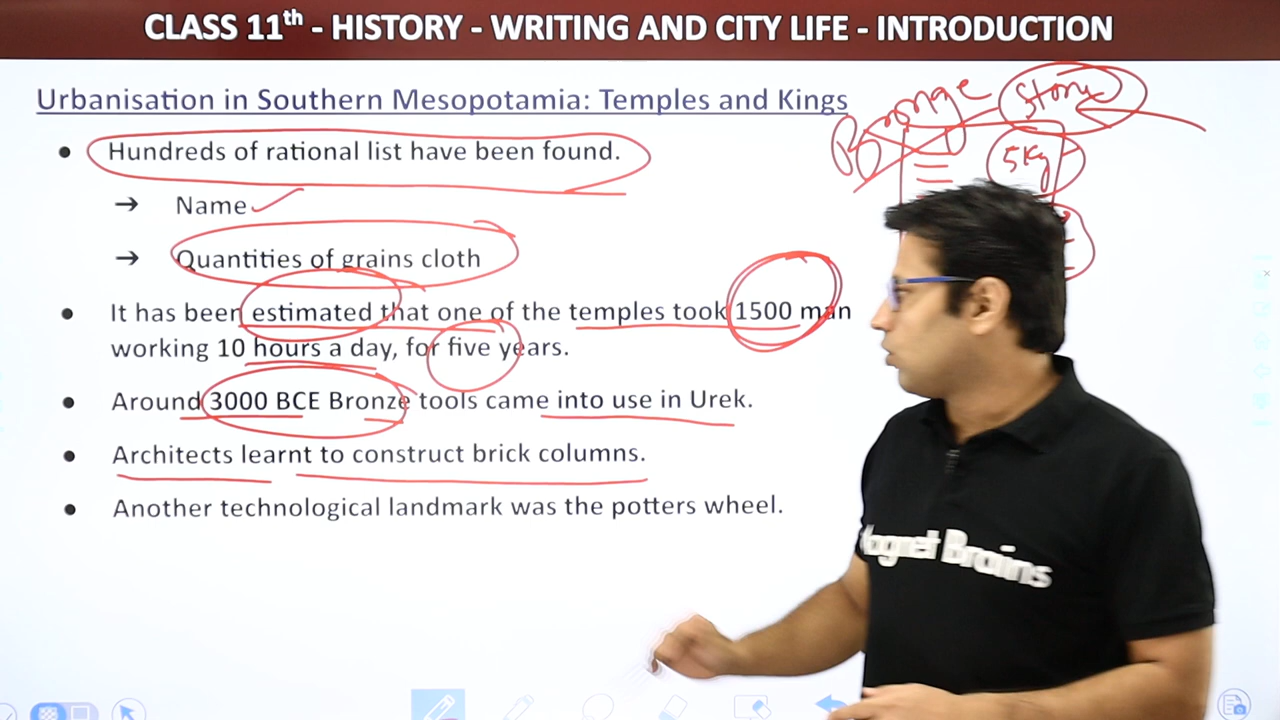 CLASS 11th - HISTORY - WRITING AND CITY LIFE - INTRODUCTION
Urbanisation in Southern Mesopotamia: Temples and Kings
● Hundreds of rational list have been found.
→ Name
→ Quantities of grains cloth
● It has been estimated that one of the temples took 1500 man
working 10 hours a day, for five years.
● Around 3000 BCE Bronze tools came into use in Urek.
● Architects learnt to construct brick columns.
● Another technological landmark was the potters wheel.
Bronze
Stone
5kg
Magnet Brains